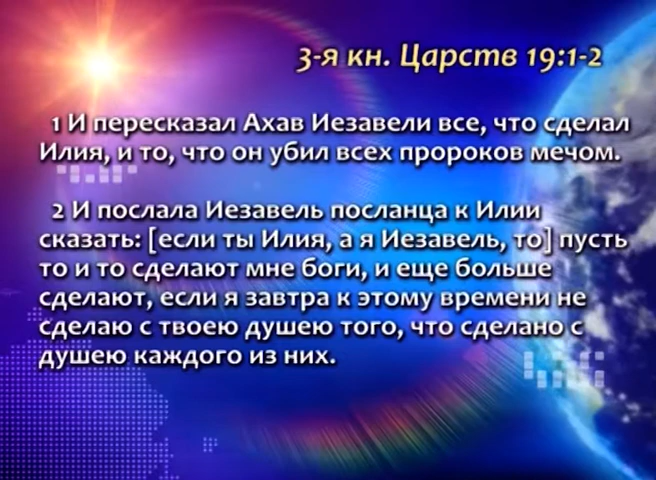 3-я кн. Царств 19:1-2
1 И пересказал Ахав Иезавели все, что сделал
Илия, и то, что он убил всех пророков мечом.
2 И послала Иезавель посланца к Илии
сказать: [если ты Илия, а я Иезавель, то] пусть
то и то сделают мне боги, и еще больше
сделают, если я завтра к этому времени не
сделаю с твоею душею того, что сделано с
душею каждого из них.